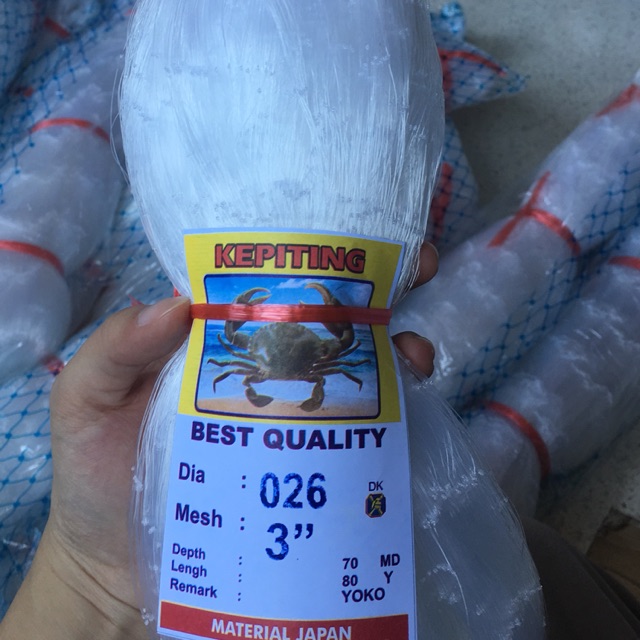 KEPITING
BEST QUALITY
Dia : 026
DK
Mesh : 3”
Depth : 70 MD
Lengh : 80 Y
Remark : YOKO
MATERIAL JAPAN